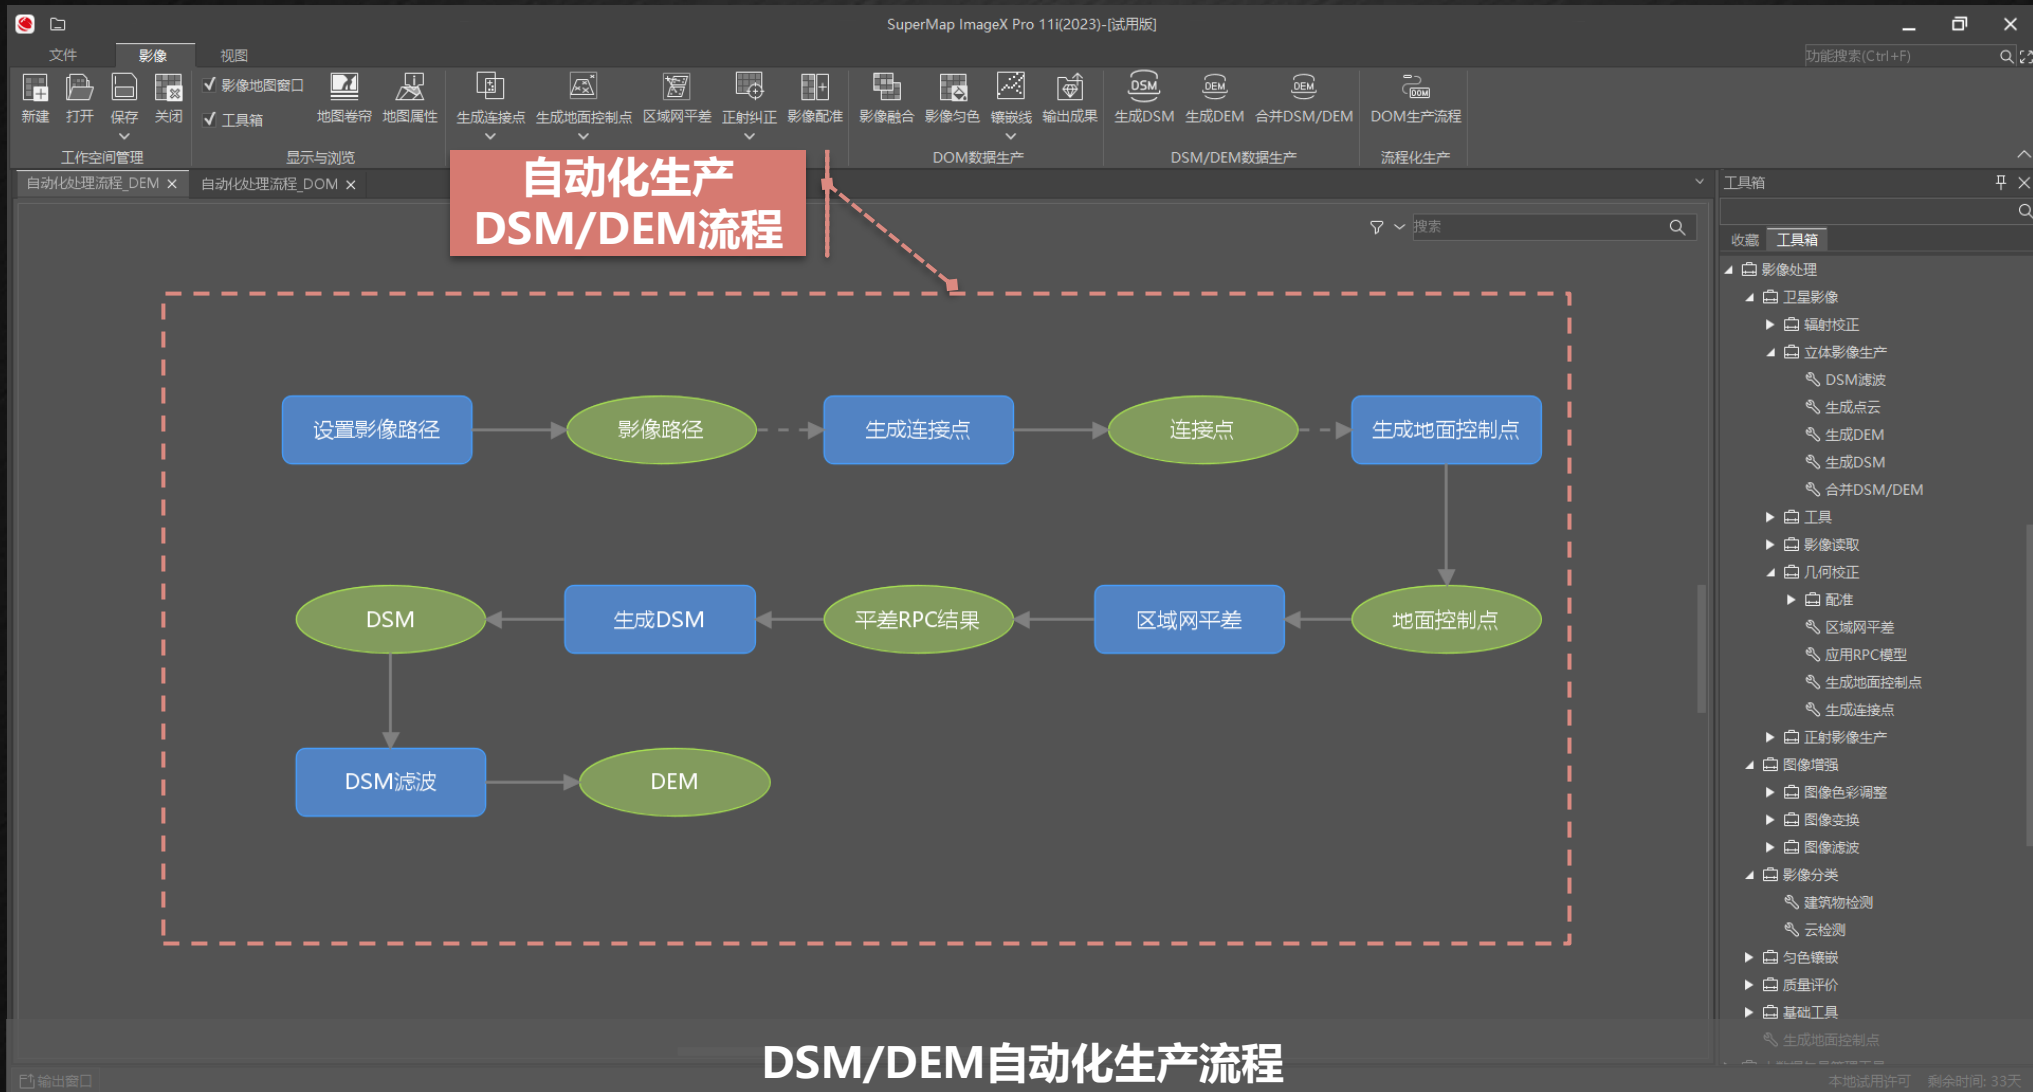 SuperMap ImageX Pro 11i(2023)-[试用版]
文件 影像 视图
功能搜索(Ctrl+F)
新建 打开 保存 关闭
影像地图窗口
工具箱
地图卷帘 地图属性
生成连接点 生成地面控制点 区域网平差 正射纠正 影像配准
影像融合 影像匀色 镶嵌线 输出成果
生成DSM 生成DEM 合并DSM/DEM
DOM生产流程
工作空间管理 显示与浏览 DOM数据生产 DSM/DEM数据生产 流程化生产
自动化处理流程_DEM 自动化处理流程_DOM
自动化生产
DSM/DEM流程
搜索
设置影像路径 影像路径 生成连接点 连接点 生成地面控制点
DSM 生成DSM 平差RPC结果 区域网平差 地面控制点
DSM滤波 DEM
工具箱
收藏 工具箱
影像处理
卫星影像
辐射校正
立体影像生产
DSM滤波
生成点云
生成DEM
生成DSM
合并DSM/DEM
工具
影像读取
几何校正
配准
区域网平差
应用RPC模型
生成地面控制点
生成连接点
正射影像生产
图像增强
图像色彩调整
图像变换
图像滤波
影像分类
建筑物检测
云检测
匀色镶嵌
质量评价
基础工具
生成地面控制点
DSM/DEM自动化生产流程
输出窗口
本地试用许可 剩余时间: 33天